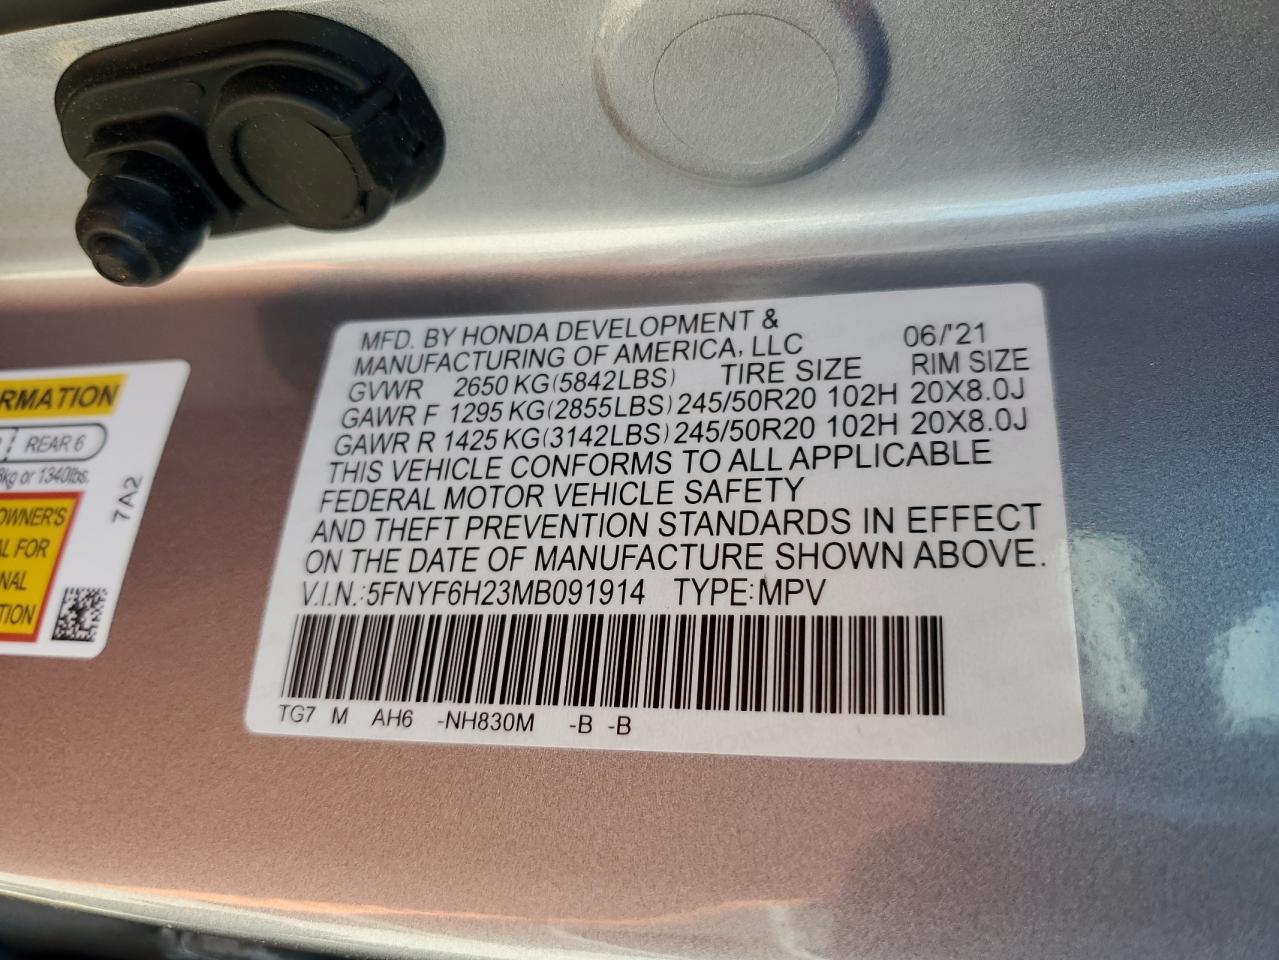 MFD. BY HONDA DEVELOPMENT &
MANUFACTURING OF AMERICA, LLC 06/'21
GVWR 2650 KG(5842LBS) TIRE SIZE RIM SIZE
GAWR F 1295 KG(2855LBS) 245/50R20 102H 20X8.0J
GAWR R 1425 KG(3142LBS) 245/50R20 102H 20X8.0J
THIS VEHICLE CONFORMS TO ALL APPLICABLE
FEDERAL MOTOR VEHICLE SAFETY
AND THEFT PREVENTION STANDARDS IN EFFECT
ON THE DATE OF MANUFACTURE SHOWN ABOVE.
V.I.N.:5FNYF6H23MB091914 TYPE:MPV
TG7 M AH6 -NH830M -B -B
RMATION
REAR 6
kg or 1340lbs.
OWNER'S
AL FOR
NAL
TION
7A2